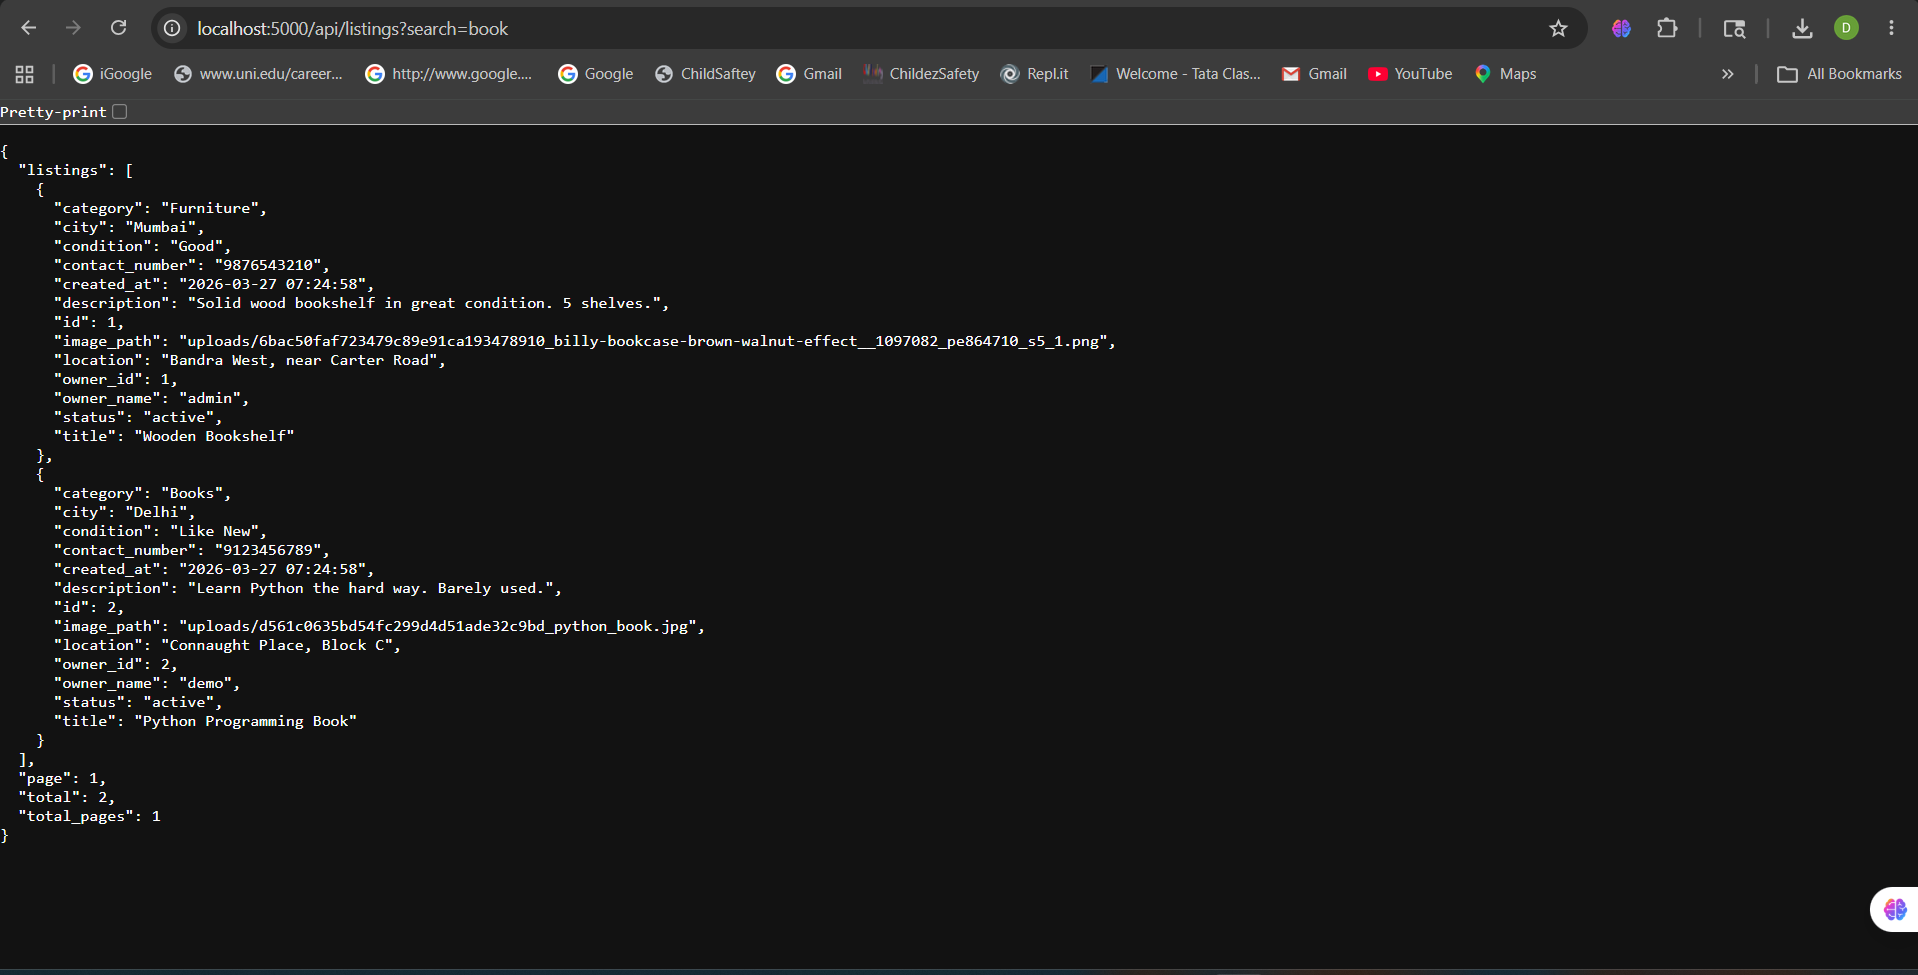 localhost:5000/api/listings?search=book
D
iGoogle www.uni.edu/career... http://www.google.... Google ChildSaftey Gmail ChildezSafety Repl.it Welcome - Tata Clas... Gmail YouTube Maps » All Bookmarks
Pretty-print
{
  "listings": [
    {
      "category": "Furniture",
      "city": "Mumbai",
      "condition": "Good",
      "contact_number": "9876543210",
      "created_at": "2026-03-27 07:24:58",
      "description": "Solid wood bookshelf in great condition. 5 shelves.",
      "id": 1,
      "image_path": "uploads/6bac50faf723479c89e91ca193478910_billy-bookcase-brown-walnut-effect__1097082_pe864710_s5_1.png",
      "location": "Bandra West, near Carter Road",
      "owner_id": 1,
      "owner_name": "admin",
      "status": "active",
      "title": "Wooden Bookshelf"
    },
    {
      "category": "Books",
      "city": "Delhi",
      "condition": "Like New",
      "contact_number": "9123456789",
      "created_at": "2026-03-27 07:24:58",
      "description": "Learn Python the hard way. Barely used.",
      "id": 2,
      "image_path": "uploads/d561c0635bd54fc299d4d51ade32c9bd_python_book.jpg",
      "location": "Connaught Place, Block C",
      "owner_id": 2,
      "owner_name": "demo",
      "status": "active",
      "title": "Python Programming Book"
    }
  ],
  "page": 1,
  "total": 2,
  "total_pages": 1
}